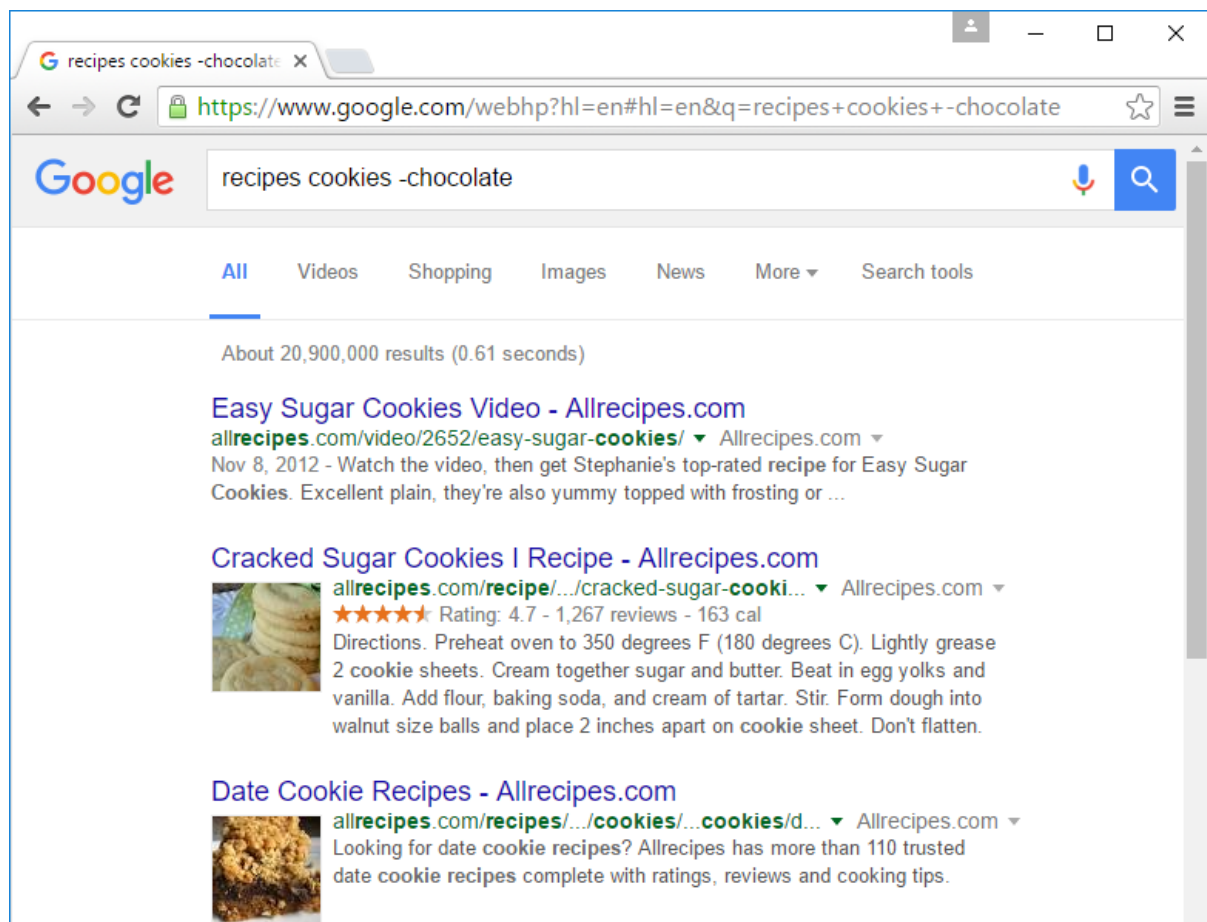 recipes cookies -chocolate
https://www.google.com/webhp?hl=en#hl=en&q=recipes+cookies+-chocolate
Google
recipes cookies -chocolate
All Videos Shopping Images News More Search tools
About 20,900,000 results (0.61 seconds)
Easy Sugar Cookies Video - Allrecipes.com
allrecipes.com/video/2652/easy-sugar-cookies/ Allrecipes.com
Nov 8, 2012 - Watch the video, then get Stephanie's top-rated recipe for Easy Sugar
Cookies. Excellent plain, they're also yummy topped with frosting or ...
Cracked Sugar Cookies I Recipe - Allrecipes.com
allrecipes.com/recipe/.../cracked-sugar-cooki... Allrecipes.com
Rating: 4.7 - 1,267 reviews - 163 cal
Directions. Preheat oven to 350 degrees F (180 degrees C). Lightly grease
2 cookie sheets. Cream together sugar and butter. Beat in egg yolks and
vanilla. Add flour, baking soda, and cream of tartar. Stir. Form dough into
walnut size balls and place 2 inches apart on cookie sheet. Don't flatten.
Date Cookie Recipes - Allrecipes.com
allrecipes.com/recipes/.../cookies/...cookies/d... Allrecipes.com
Looking for date cookie recipes? Allrecipes has more than 110 trusted
date cookie recipes complete with ratings, reviews and cooking tips.